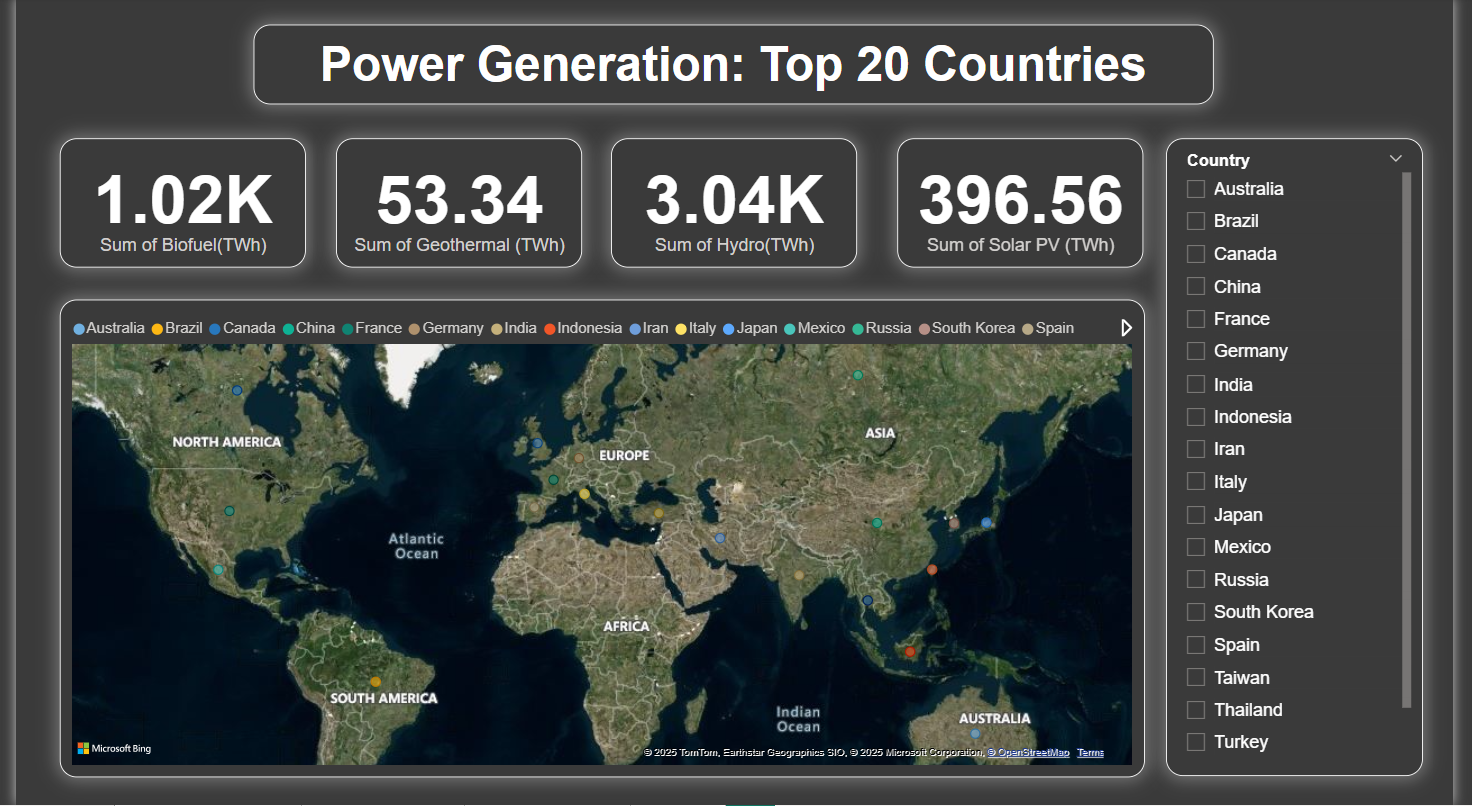 Power Generation: Top 20 Countries
1.02K
Sum of Biofuel(TWh)
53.34
Sum of Geothermal (TWh)
3.04K
Sum of Hydro(TWh)
396.56
Sum of Solar PV (TWh)
Country
Australia
Brazil
Canada
China
France
Germany
India
Indonesia
Iran
Italy
Japan
Mexico
Russia
South Korea
Spain
Taiwan
Thailand
Turkey
Australia Brazil Canada China France Germany India Indonesia Iran Italy Japan Mexico Russia South Korea Spain
NORTH AMERICA
EUROPE
ASIA
Atlantic
Ocean
AFRICA
SOUTH AMERICA
Indian
Ocean
AUSTRALIA
Microsoft Bing
© 2025 TomTom, Earthstar Geographics SIO, © 2025 Microsoft Corporation, © OpenStreetMap Terms